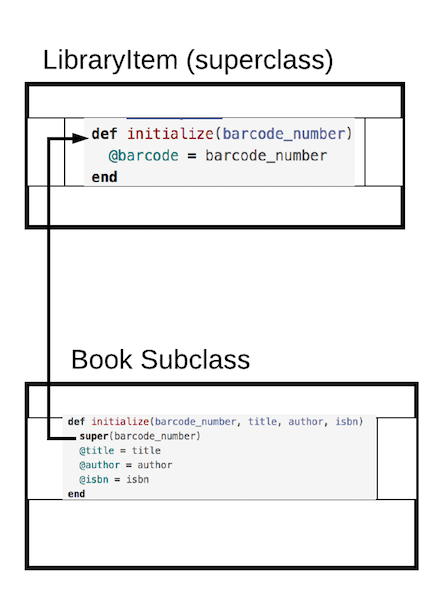 LibraryItem (superclass)
def initialize(barcode_number)
  @barcode = barcode_number
end
Book Subclass
def initialize(barcode_number, title, author, isbn)
  super(barcode_number)
  @title = title
  @author = author
  @isbn = isbn
end